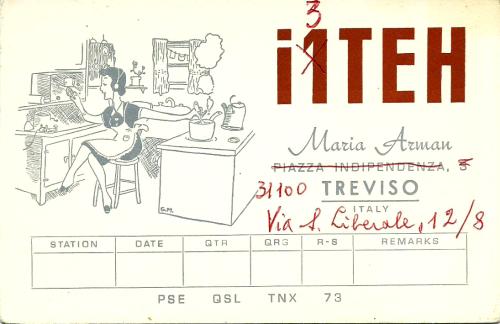 3
i1TEH
Maria Arman
PIAZZA INDIPENDENZA, 5
31100 TREVISO
ITALY
Via S. Liberale, 12/8
G.M.
STATION DATE QTR QRG R-S REMARKS
PSE QSL TNX 73